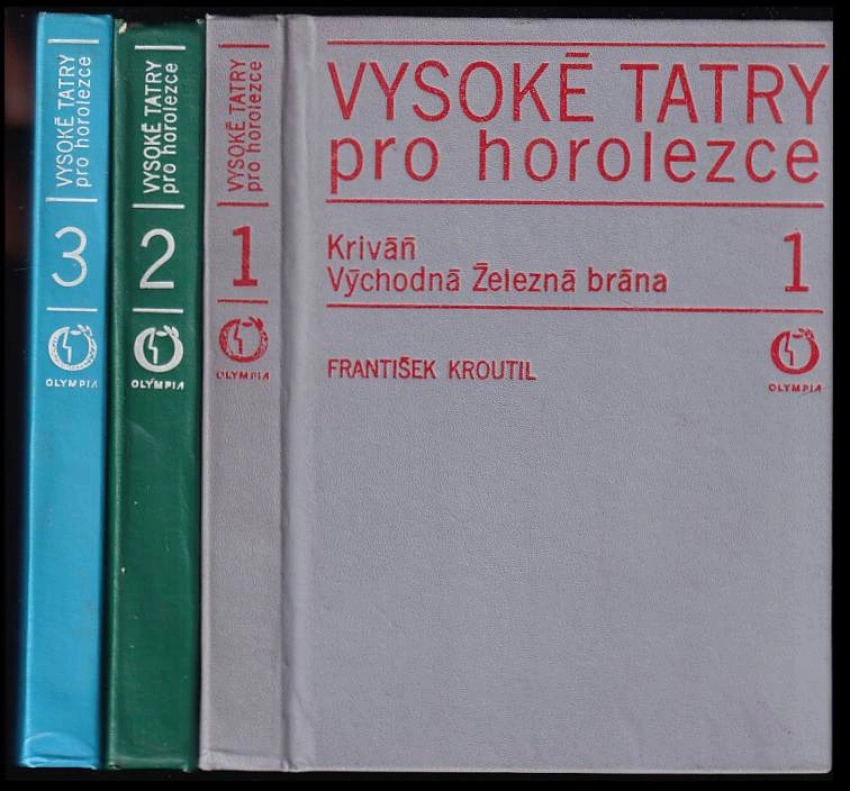 VYSOKÉ TATRY
pro horolezce
3
OLYMPIA
VYSOKÉ TATRY
pro horolezce
2
OLYMPIA
VYSOKÉ TATRY
pro horolezce
1
OLYMPIA
VYSOKÉ TATRY
pro horolezce
Kriváň
Východná Železná brána
1
FRANTIŠEK KROUTIL
OLYMPIA